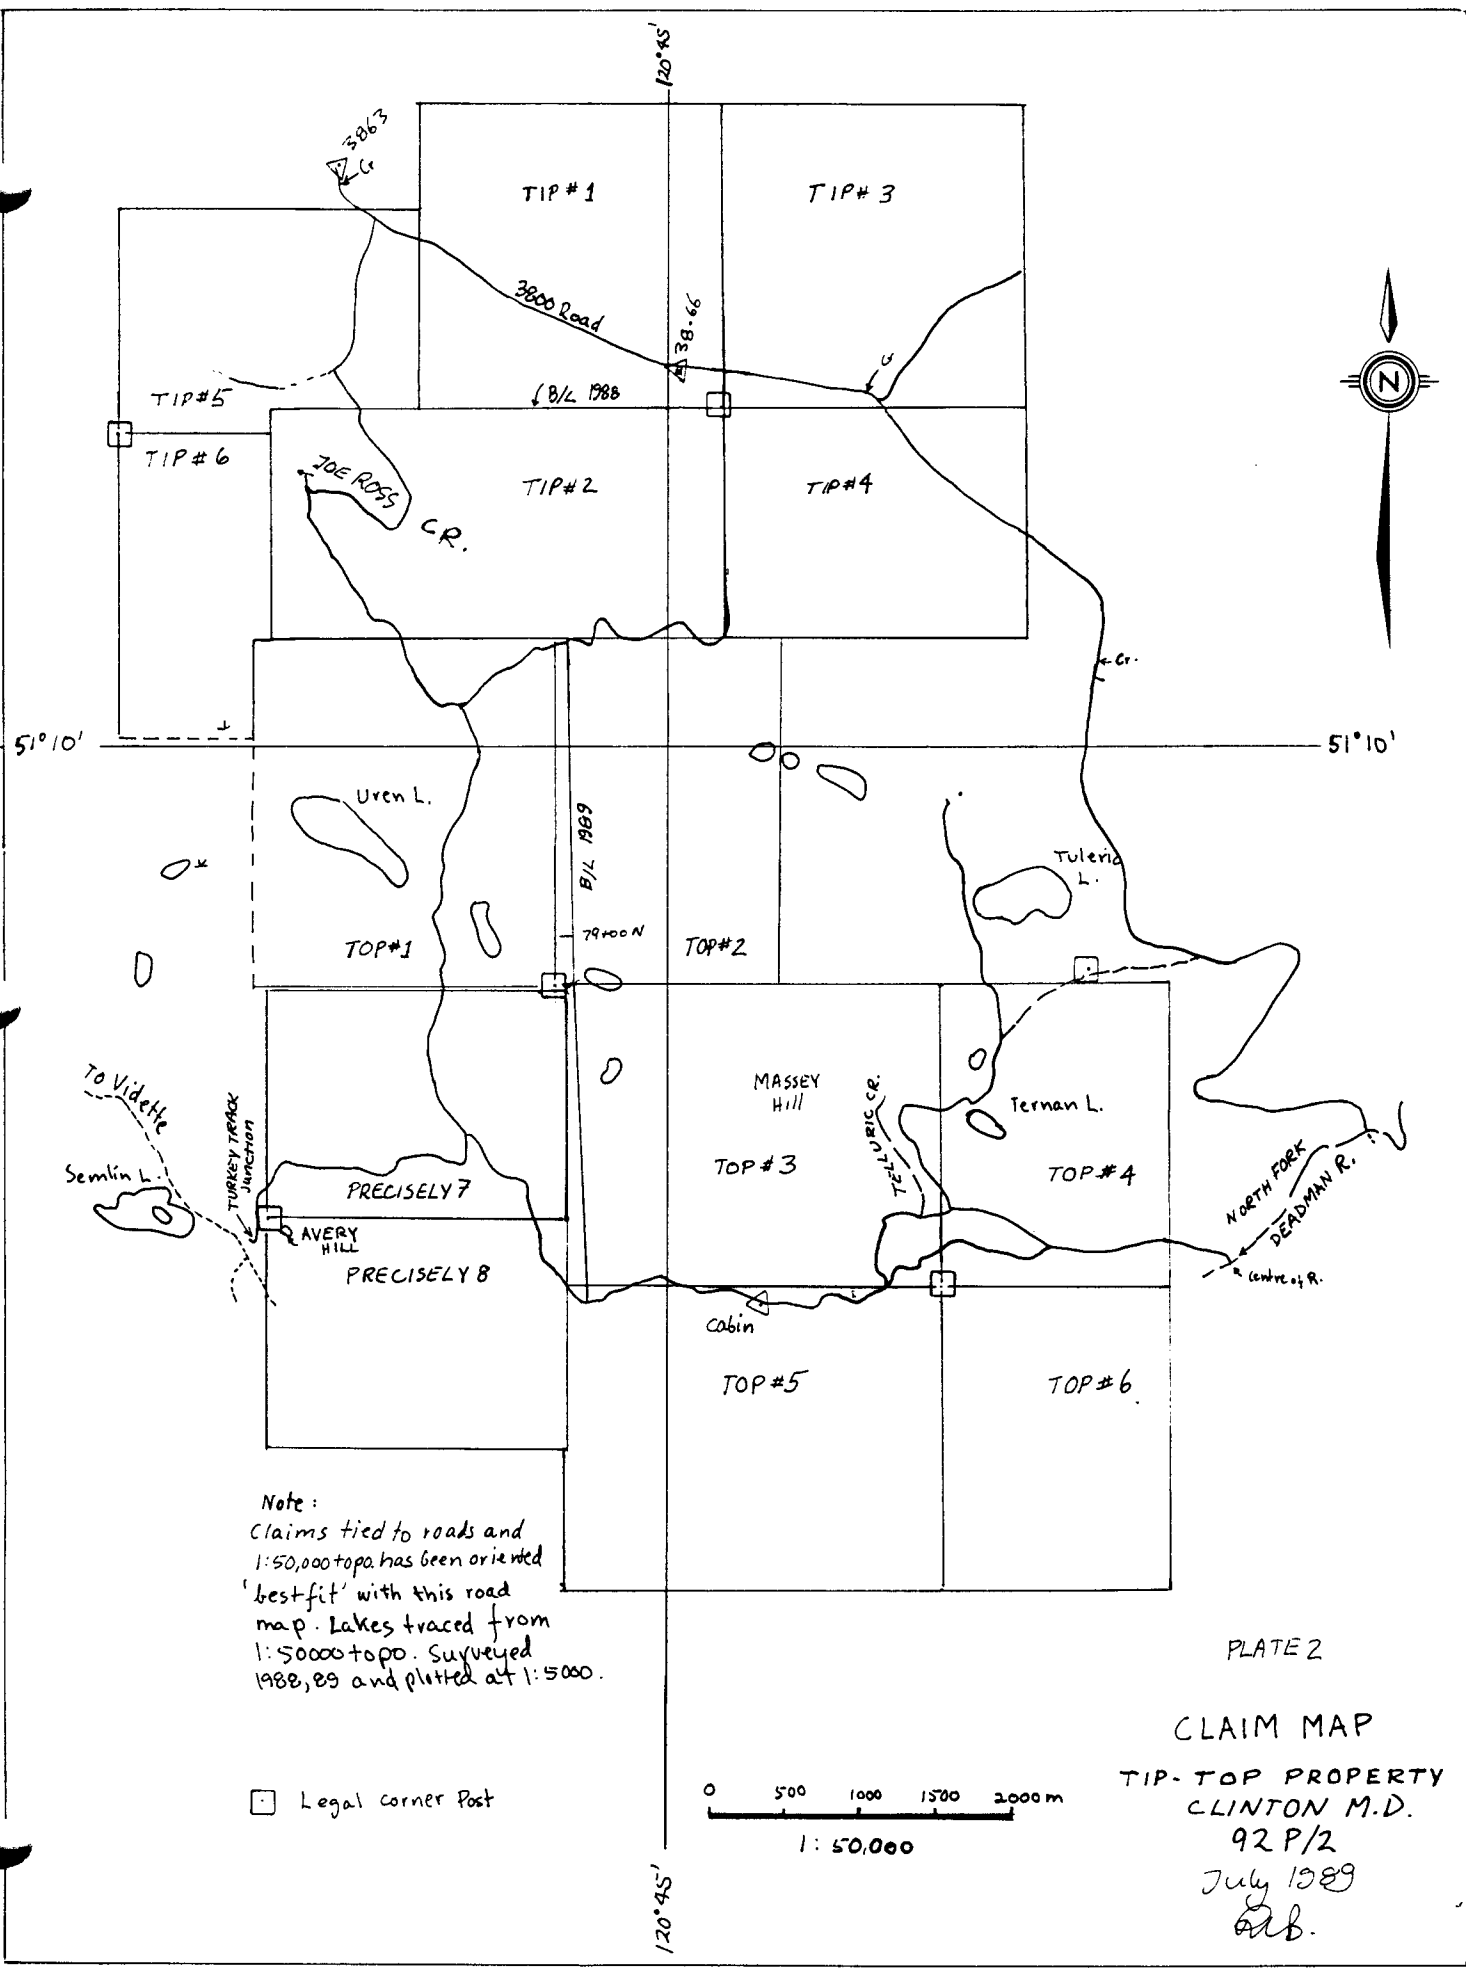 120°45'
3863
Cr
TIP#1
TIP#3
3800 Road
38-66
TIP#5
B/L 1988
TIP#6
JOE ROSS
CR.
TIP#2
TIP#4
Cr.
51°10'
51°10'
Uren L.
B/L 1989
Tuleric
L.
79+00N
TOP#1
TOP#2
To Vidette
MASSEY
Hill
TELLURIC CR.
Ternan L.
TURKEY TRACK
Junction
Semlin L.
TOP#3
TOP#4
PRECISELY 7
NORTH FORK
DEADMAN R.
AVERY
HILL
PRECISELY 8
centre of R.
Cabin
TOP#5
TOP#6
Note:
Claims tied to roads and
1:50,000 topo. has been oriented
'best fit' with this road
map. Lakes traced from
1:50000 topo. Surveyed
1988,89 and plotted at 1:5000.
PLATE 2
CLAIM MAP
TIP-TOP PROPERTY
CLINTON M.D.
92 P/2
July 1989
Legal corner Post
0 500 1000 1500 2000m
1:50,000
120°45'
N